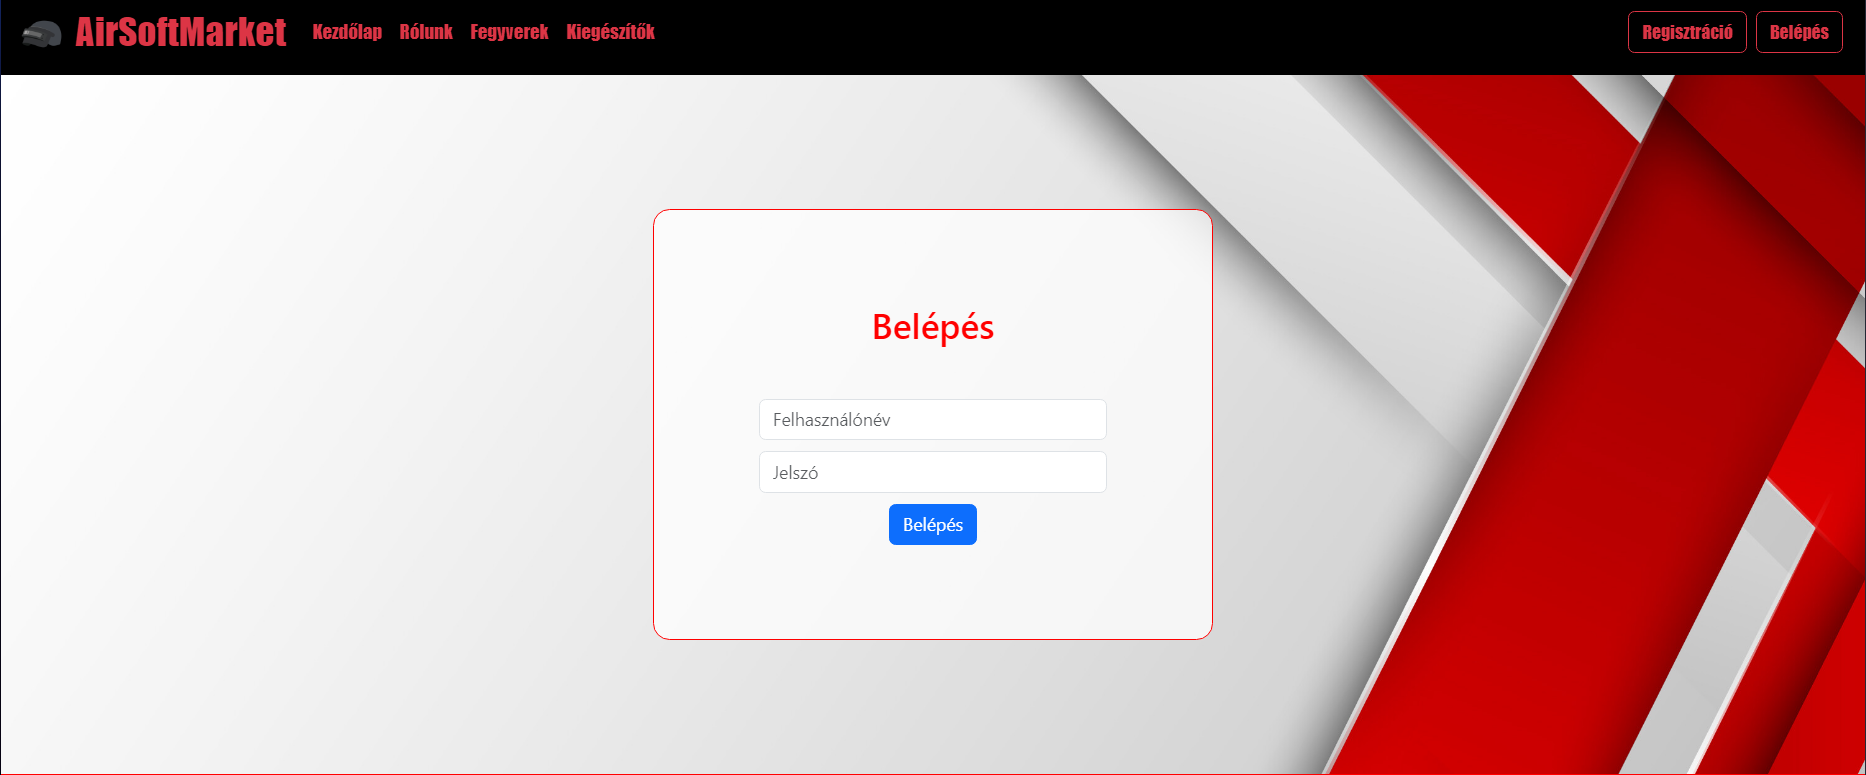 AirSoftMarket Kezdőlap Rólunk Fegyverek Kiegészítők Regisztráció Belépés
Belépés
Felhasználónév
Jelszó
Belépés